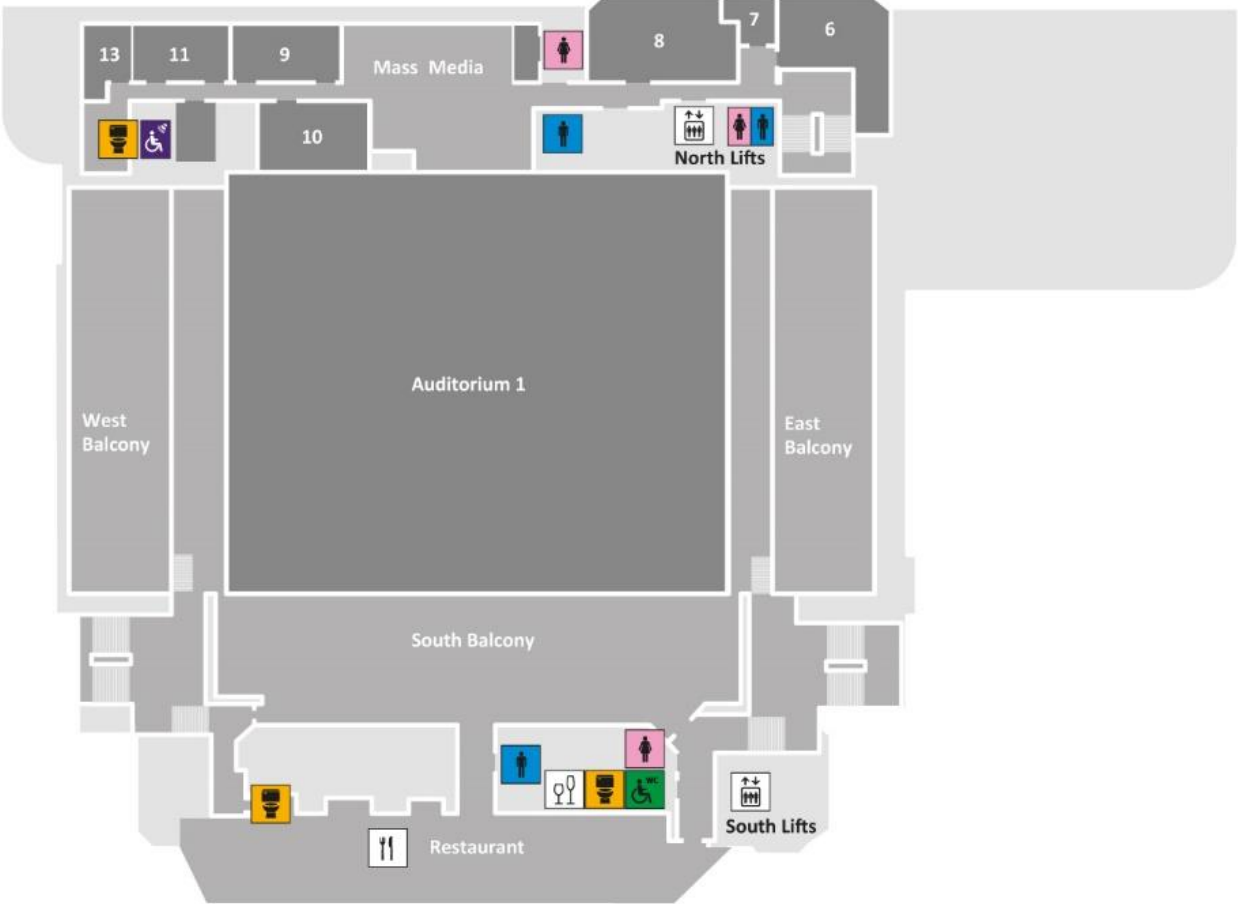 7
6
8
13
11
9
Mass Media
10
North Lifts
Auditorium 1
West
Balcony
East
Balcony
South Balcony
WC
South Lifts
Restaurant